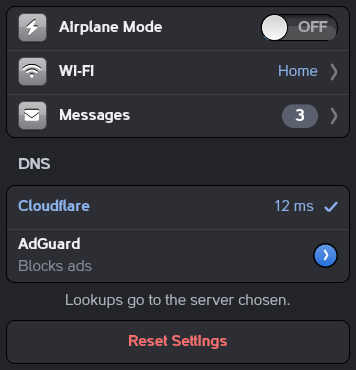 Airplane Mode OFF
Wi-Fi Home
Messages 3
DNS
Cloudflare 12 ms
AdGuard
Blocks ads
Lookups go to the server chosen.
Reset Settings